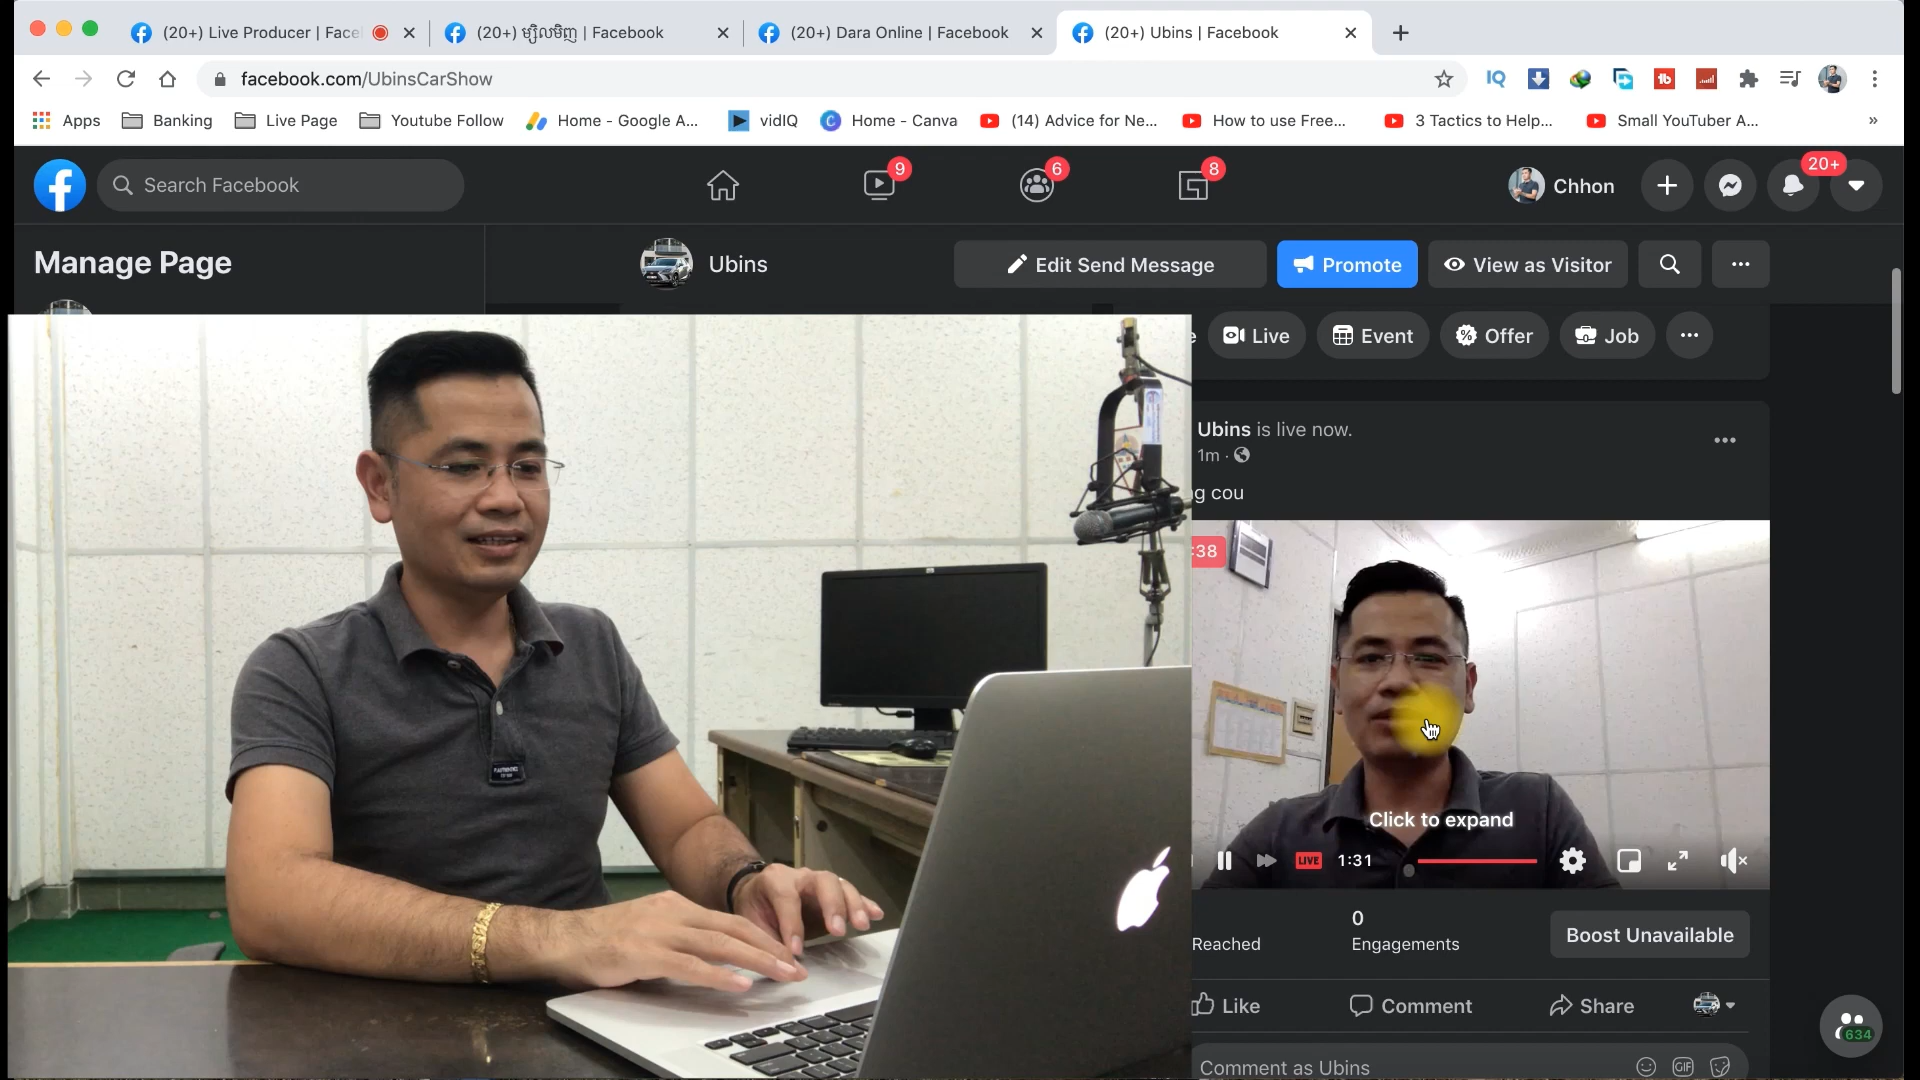 (20+) Live Producer | Face
(20+) ម្សិលមិញ | Facebook
(20+) Dara Online | Facebook
(20+) Ubins | Facebook
facebook.com/UbinsCarShow
Apps
Banking
Live Page
Youtube Follow
Home - Google A...
vidIQ
Home - Canva
(14) Advice for Ne...
How to use Free...
3 Tactics to Help...
Small YouTuber A...
»
Search Facebook
9
6
8
Chhon
20+
Manage Page
Ubins
Edit Send Message
Promote
View as Visitor
Live
Event
Offer
Job
Ubins is live now.
1m
g cou
:38
Click to expand
LIVE 1:31
0
Reached
Engagements
Boost Unavailable
Like
Comment
Share
Comment as Ubins
GIF
634